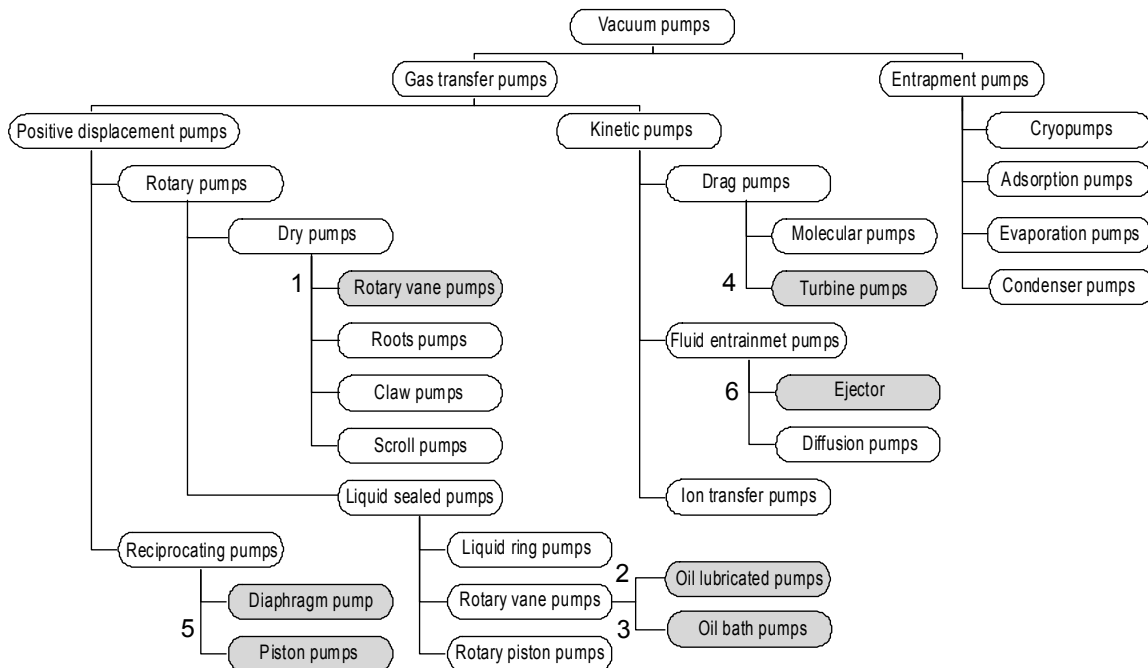 Vacuum pumps
Gas transfer pumps
Entrapment pumps
Positive displacement pumps
Kinetic pumps
Cryopumps
Rotary pumps
Drag pumps
Adsorption pumps
Dry pumps
Molecular pumps
Evaporation pumps
1
Rotary vane pumps
4
Turbine pumps
Condenser pumps
Roots pumps
Fluid entrainmet pumps
Claw pumps
6
Ejector
Scroll pumps
Diffusion pumps
Liquid sealed pumps
Ion transfer pumps
Reciprocating pumps
Liquid ring pumps
Diaphragm pump
Rotary vane pumps
2
Oil lubricated pumps
5
3
Oil bath pumps
Piston pumps
Rotary piston pumps